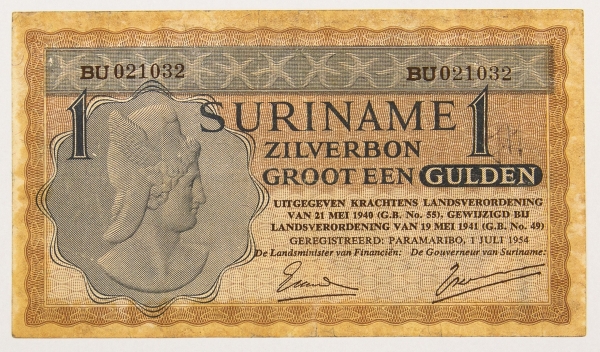 BU 021032 BU 021032
1 SURINAME 1
ZILVERBON
GROOT EEN GULDEN
UITGEGEVEN KRACHTENS LANDSVERORDENING
VAN 21 MEI 1940 (G.B. No. 55). GEWIJZIGD BIJ
LANDSVERORDENING VAN 19 MEI 1941 (G.B. No. 49)
GEREGISTREERD: PARAMARIBO, 1 JULI 1954
De Landsminister van Financiën: De Gouverneur van Suriname: